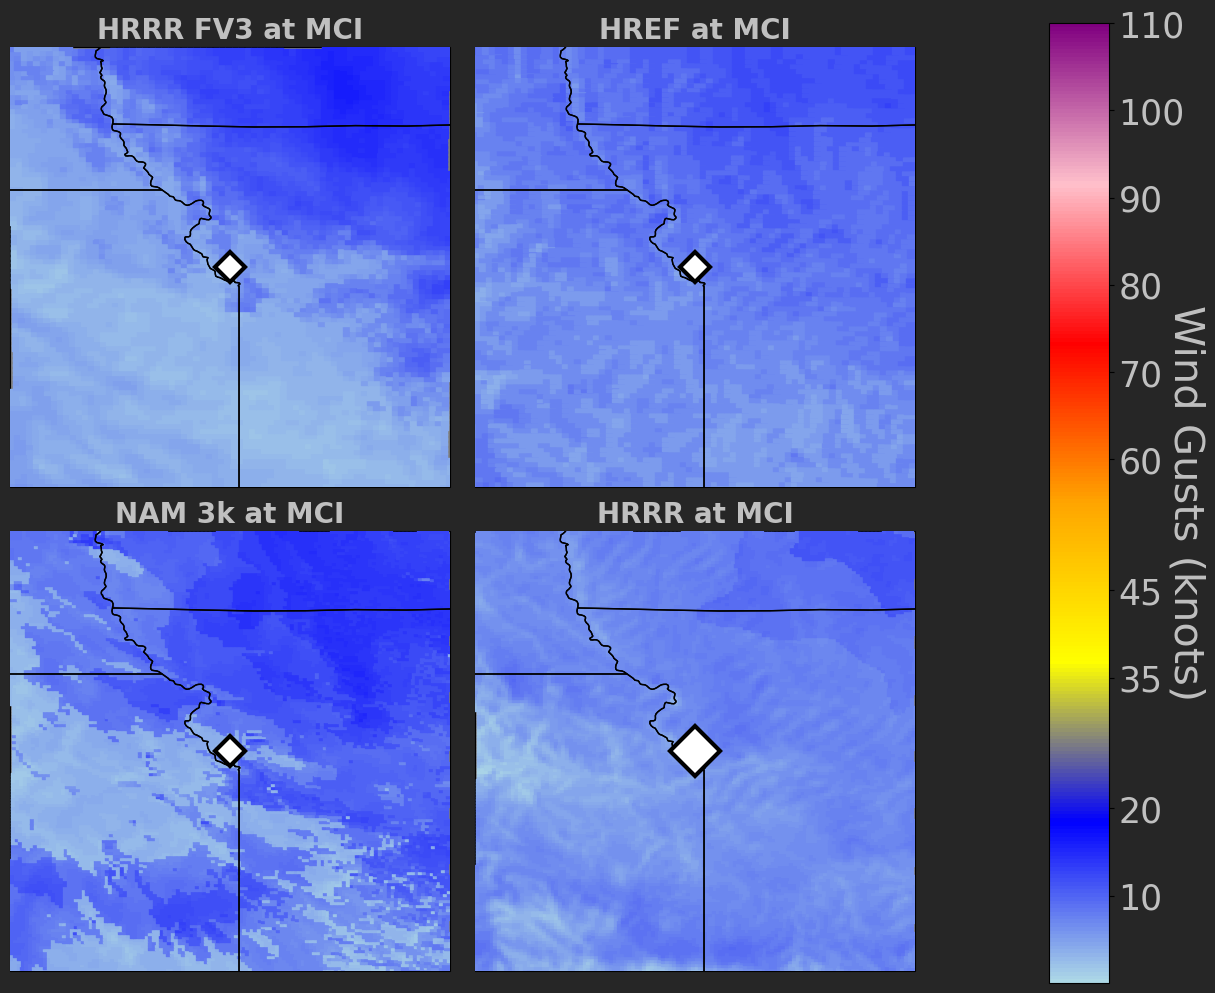 HRRR FV3 at MCI
HREF at MCI
NAM 3k at MCI
HRRR at MCI
110
100
90
80
70
60
45
35
20
10
Wind Gusts (knots)